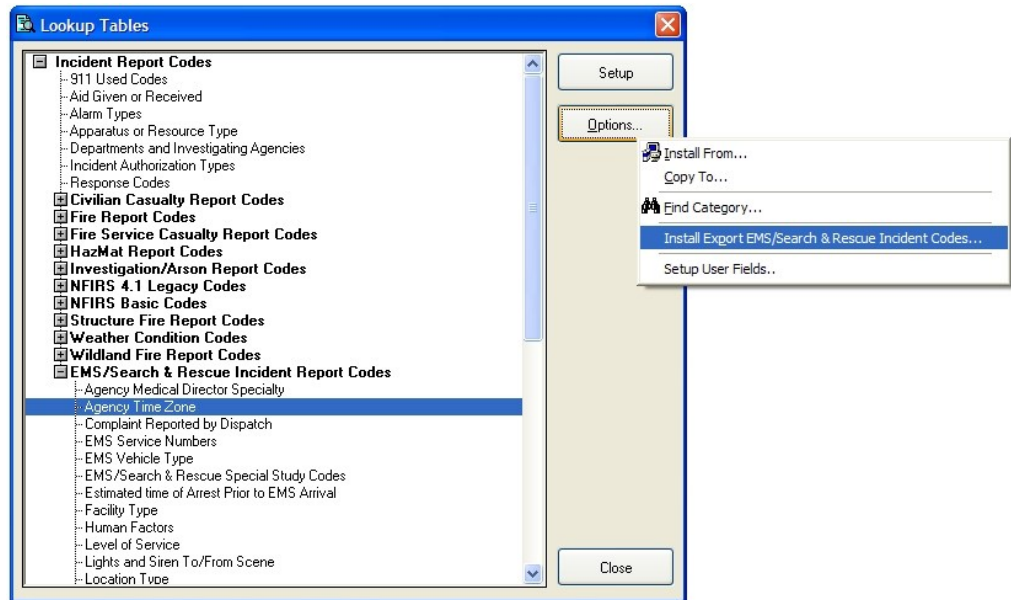 Lookup Tables
Incident Report Codes
911 Used Codes
Aid Given or Received
Alarm Types
Apparatus or Resource Type
Departments and Investigating Agencies
Incident Authorization Types
Response Codes
Civilian Casualty Report Codes
Fire Report Codes
Fire Service Casualty Report Codes
HazMat Report Codes
Investigation/Arson Report Codes
NFIRS 4.1 Legacy Codes
NFIRS Basic Codes
Structure Fire Report Codes
Weather Condition Codes
Wildland Fire Report Codes
EMS/Search & Rescue Incident Report Codes
Agency Medical Director Specialty
Agency Time Zone
Complaint Reported by Dispatch
EMS Service Numbers
EMS Vehicle Type
EMS/Search & Rescue Special Study Codes
Estimated time of Arrest Prior to EMS Arrival
Facility Type
Human Factors
Level of Service
Lights and Siren To/From Scene
Location Type
Setup
Options...
Install From...
Copy To...
Find Category...
Install Export EMS/Search & Rescue Incident Codes...
Setup User Fields..
Close